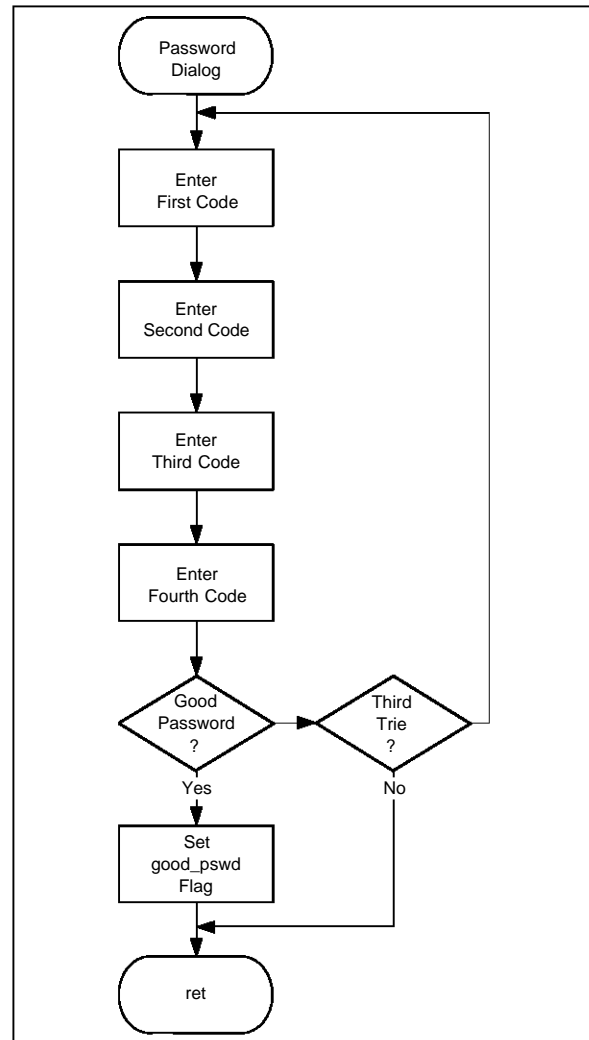 Password
Dialog
Enter
First Code
Enter
Second Code
Enter
Third Code
Enter
Fourth Code
Good
Password
?
Third
Trie
?
Yes
No
Set
good_pswd
Flag
ret